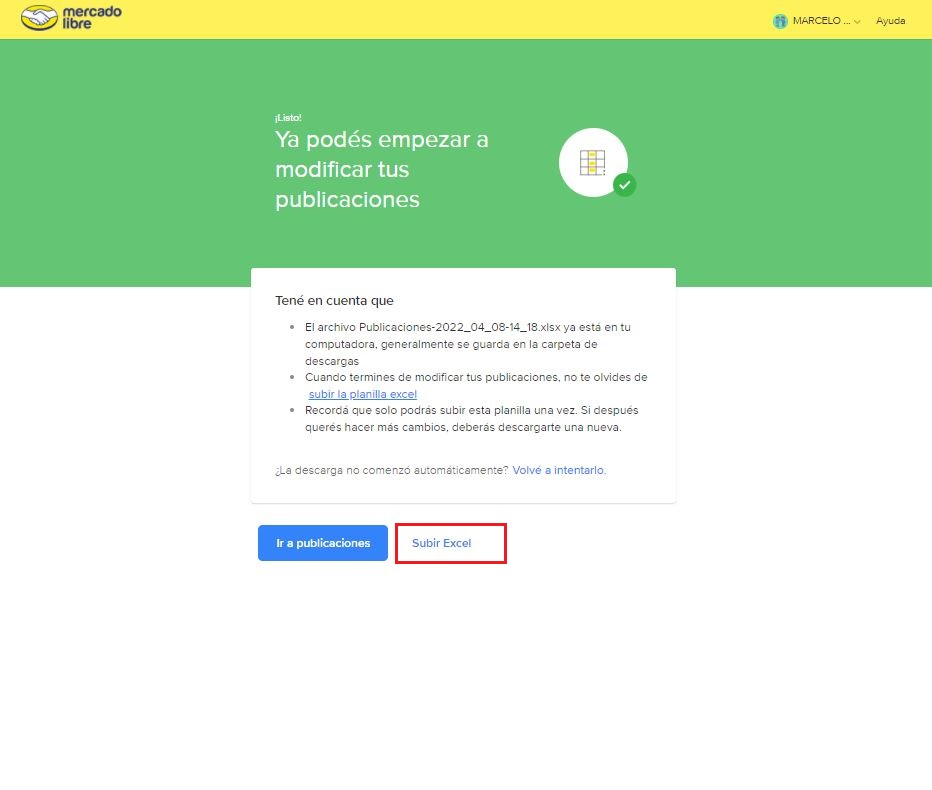 mercado
libre
MARCELO ...
Ayuda
¡Listo!
Ya podés empezar a
modificar tus
publicaciones
Tené en cuenta que
El archivo Publicaciones-2022_04_08-14_18.xlsx ya está en tu
computadora, generalmente se guarda en la carpeta de
descargas
Cuando termines de modificar tus publicaciones, no te olvides de
subir la planilla excel
Recordá que solo podrás subir esta planilla una vez. Si después
querés hacer más cambios, deberás descargarte una nueva.
¿La descarga no comenzó automáticamente? Volvé a intentarlo.
Ir a publicaciones
Subir Excel